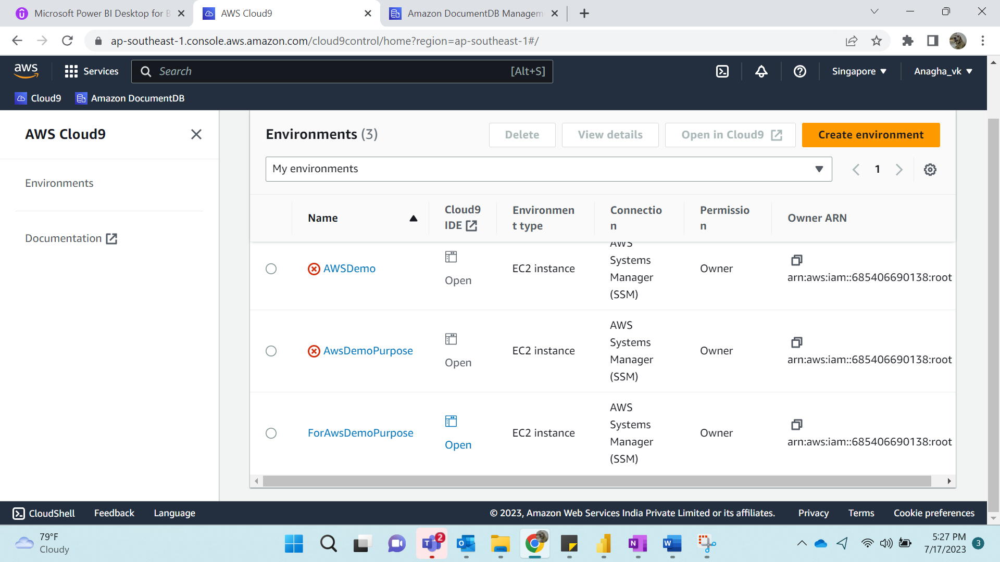 Microsoft Power BI Desktop for B
AWS Cloud9
Amazon DocumentDB Managem
ap-southeast-1.console.aws.amazon.com/cloud9control/home?region=ap-southeast-1#/
aws
Services
Search
[Alt+S]
Singapore
Anagha_vk
Cloud9
Amazon DocumentDB
AWS Cloud9
Environments
Documentation
Environments (3)
Delete
View details
Open in Cloud9
Create environment
My environments
1
Name
Cloud9
IDE
Environmen
t type
Connectio
n
Permissio
n
Owner ARN
AWSDemo
Open
EC2 instance
AWS
Systems
Manager
(SSM)
Owner
arn:aws:iam::685406690138:root
AwsDemoPurpose
Open
EC2 instance
AWS
Systems
Manager
(SSM)
Owner
arn:aws:iam::685406690138:root
ForAwsDemoPurpose
Open
EC2 instance
AWS
Systems
Manager
(SSM)
Owner
arn:aws:iam::685406690138:root
CloudShell
Feedback
Language
© 2023, Amazon Web Services India Private Limited or its affiliates.
Privacy
Terms
Cookie preferences
79°F
Cloudy
T
2
O
N
W
5:27 PM
7/17/2023
3